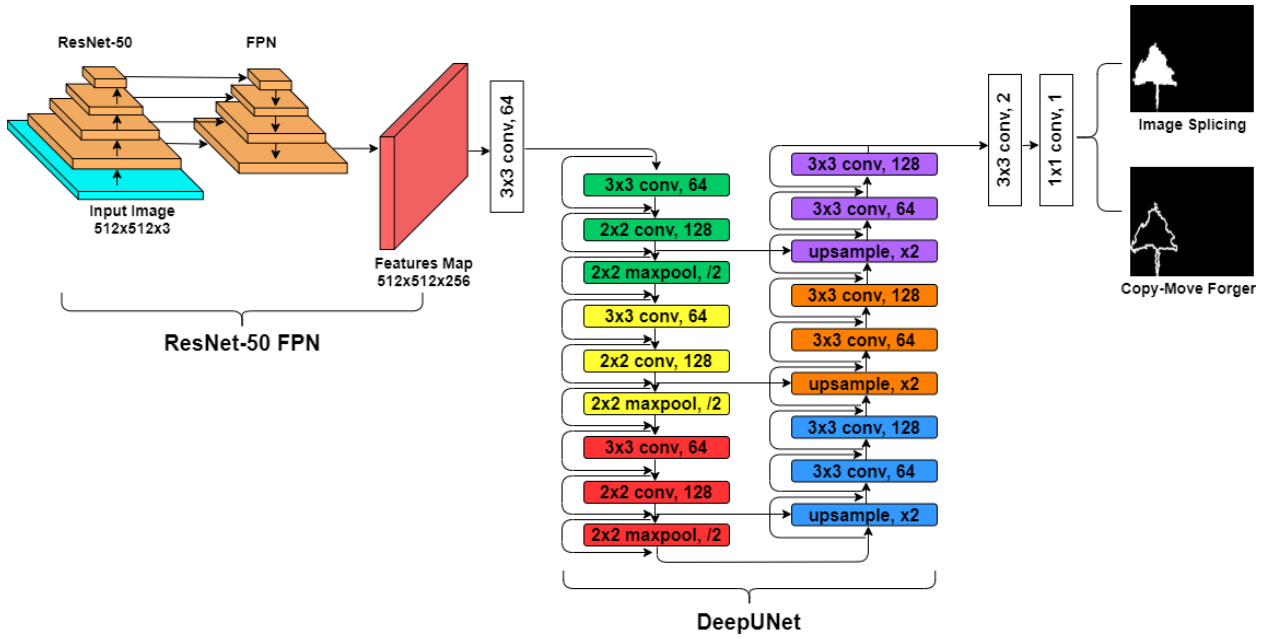 ResNet-50
FPN
Input Image
512x512x3
Features Map
512x512x256
ResNet-50 FPN
3x3 conv, 64
3x3 conv, 64
2x2 conv, 128
2x2 maxpool, /2
3x3 conv, 64
2x2 conv, 128
2x2 maxpool, /2
3x3 conv, 64
2x2 conv, 128
2x2 maxpool, /2
3x3 conv, 128
3x3 conv, 64
upsample, x2
3x3 conv, 128
3x3 conv, 64
upsample, x2
3x3 conv, 128
3x3 conv, 64
upsample, x2
DeepUNet
3x3 conv, 2
1x1 conv, 1
Image Splicing
Copy-Move Forger